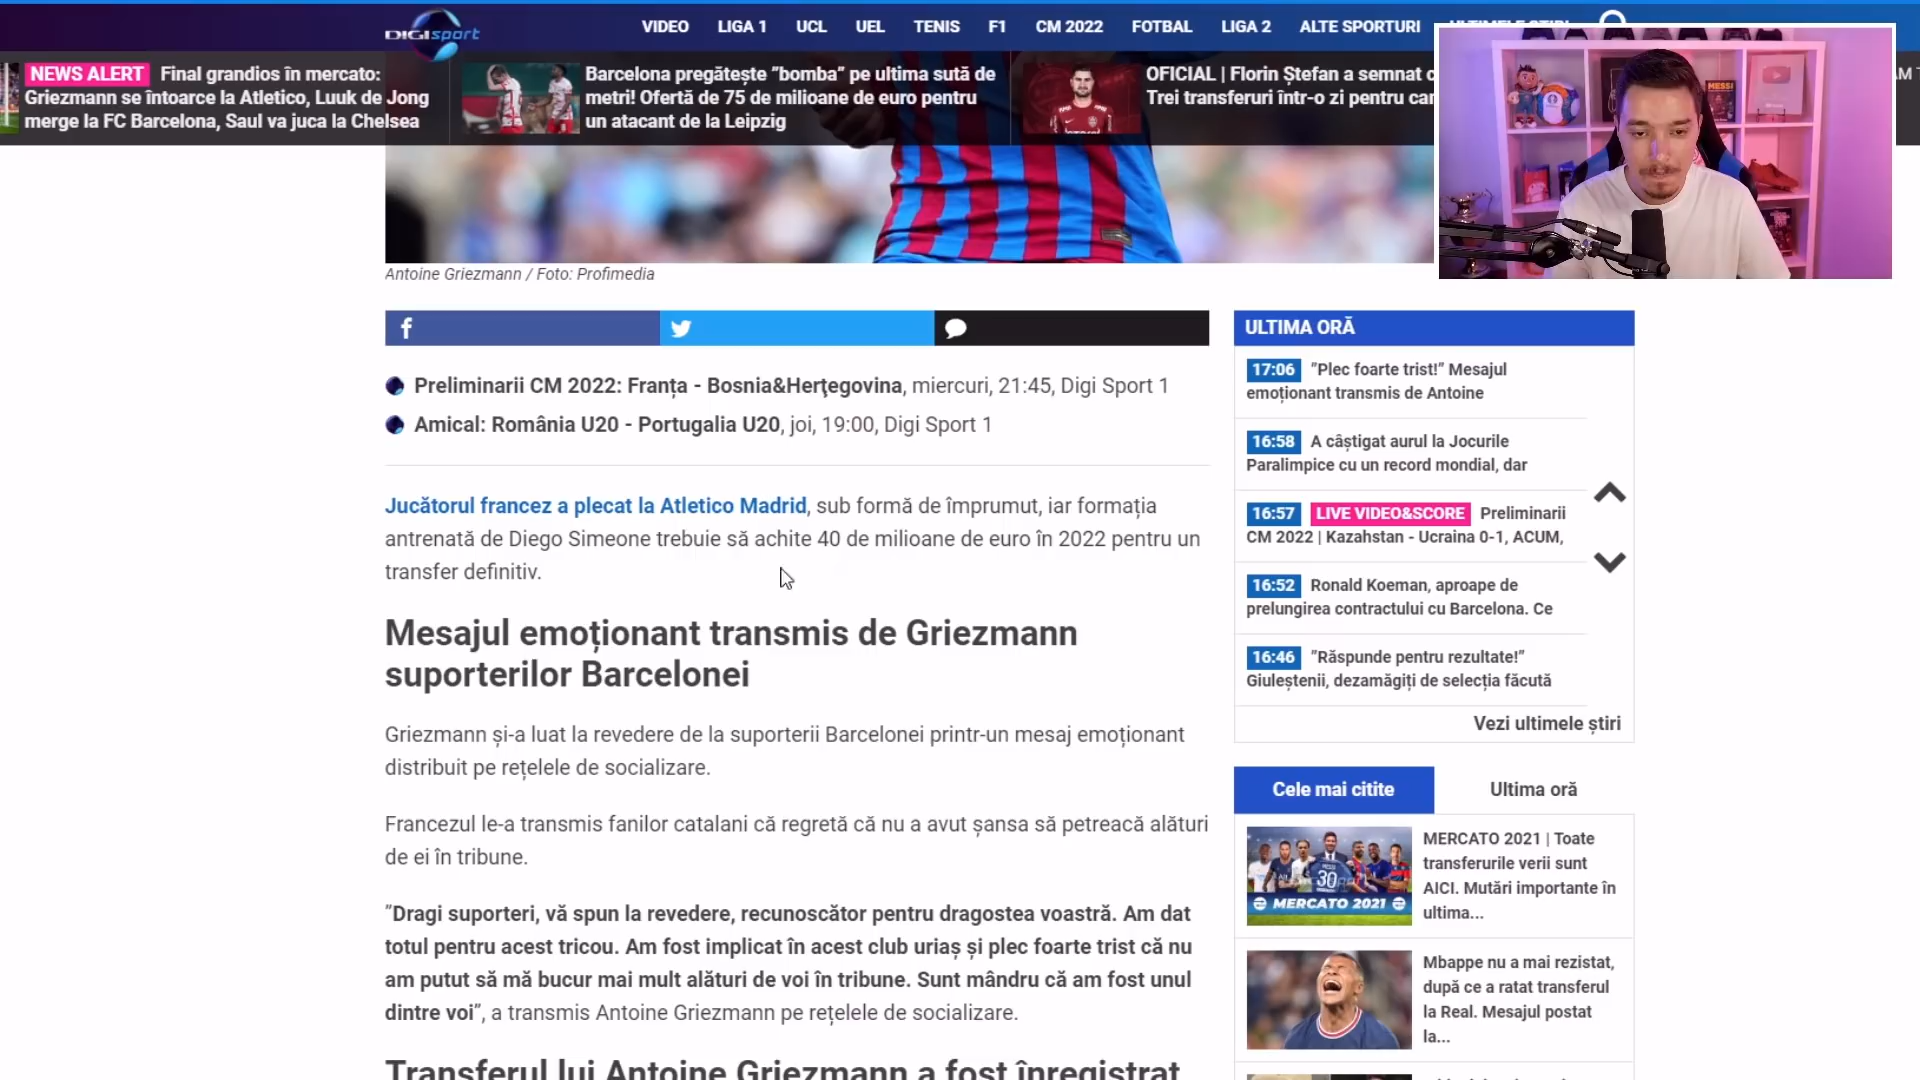 DIGIsport
VIDEO LIGA 1 UCL UEL TENIS F1 CM 2022 FOTBAL LIGA 2 ALTE SPORTURI
NEWS ALERT Final grandios în mercato:
Griezmann se întoarce la Atletico, Luuk de Jong
merge la FC Barcelona, Saul va juca la Chelsea
Barcelona pregătește ”bomba” pe ultima sută de
metri! Ofertă de 75 de milioane de euro pentru
un atacant de la Leipzig
OFICIAL | Florin Ștefan a semnat c
Trei transferuri într-o zi pentru
MESSI
Antoine Griezmann / Foto: Profimedia
Preliminarii CM 2022: Franța - Bosnia&Herţegovina, miercuri, 21:45, Digi Sport 1
Amical: România U20 - Portugalia U20, joi, 19:00, Digi Sport 1
Jucătorul francez a plecat la Atletico Madrid, sub formă de împrumut, iar formația
antrenată de Diego Simeone trebuie să achite 40 de milioane de euro în 2022 pentru un
transfer definitiv.
Mesajul emoționant transmis de Griezmann
suporterilor Barcelonei
Griezmann și-a luat la revedere de la suporterii Barcelonei printr-un mesaj emoționant
distribuit pe rețelele de socializare.
Francezul le-a transmis fanilor catalani că regretă că nu a avut șansa să petreacă alături
de ei în tribune.
”Dragi suporteri, vă spun la revedere, recunoscător pentru dragostea voastră. Am dat
totul pentru acest tricou. Am fost implicat în acest club uriaș și plec foarte trist că nu
am putut să mă bucur mai mult alături de voi în tribune. Sunt mândru că am fost unul
dintre voi”, a transmis Antoine Griezmann pe rețelele de socializare.
Transferul lui Antoine Griezmann a fost înregistrat
ULTIMA ORĂ
17:06 ”Plec foarte trist!” Mesajul
emoționant transmis de Antoine
16:58 A câștigat aurul la Jocurile
Paralimpice cu un record mondial, dar
16:57 LIVE VIDEO&SCORE Preliminarii
CM 2022 | Kazahstan - Ucraina 0-1, ACUM,
16:52 Ronald Koeman, aproape de
prelungirea contractului cu Barcelona. Ce
16:46 ”Răspunde pentru rezultate!”
Giuleștenii, dezamăgiți de selecția făcută
Vezi ultimele știri
Cele mai citite Ultima oră
30
MERCATO 2021
MERCATO 2021 | Toate
transferurile verii sunt
AICI. Mutări importante în
ultima...
Mbappe nu a mai rezistat,
după ce a ratat transferul
la Real. Mesajul postat
la...